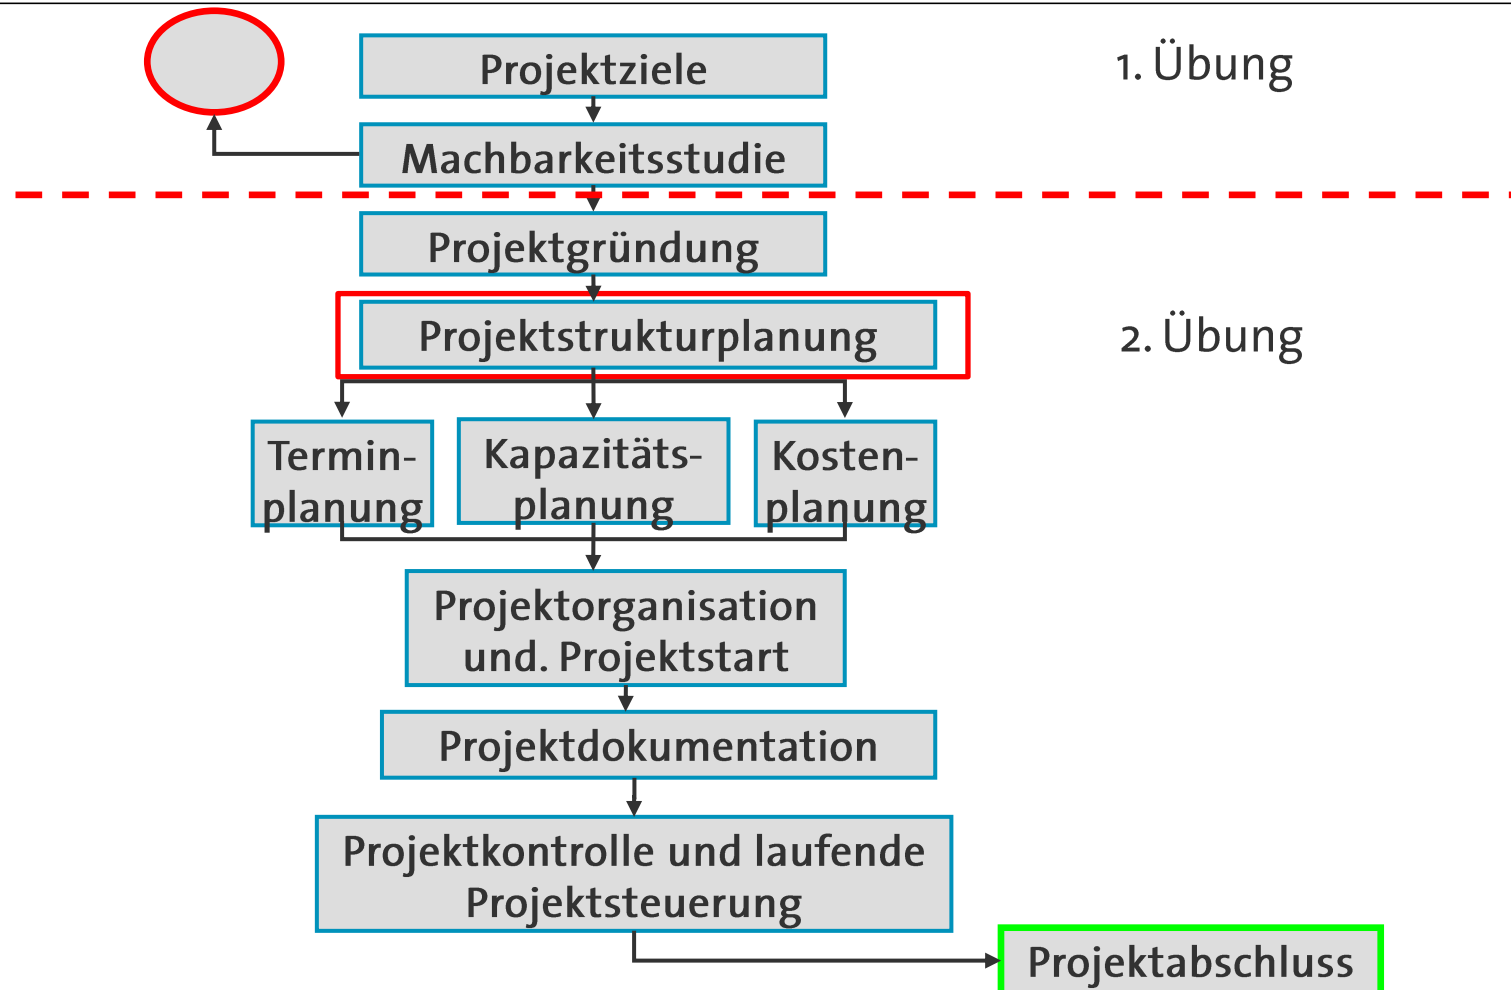 Projektziele
1. Übung
Machbarkeitsstudie
Projektgründung
Projektstrukturplanung
2. Übung
Termin-
planung
Kapazitäts-
planung
Kosten-
planung
Projektorganisation
und. Projektstart
Projektdokumentation
Projektkontrolle und laufende
Projektsteuerung
Projektabschluss